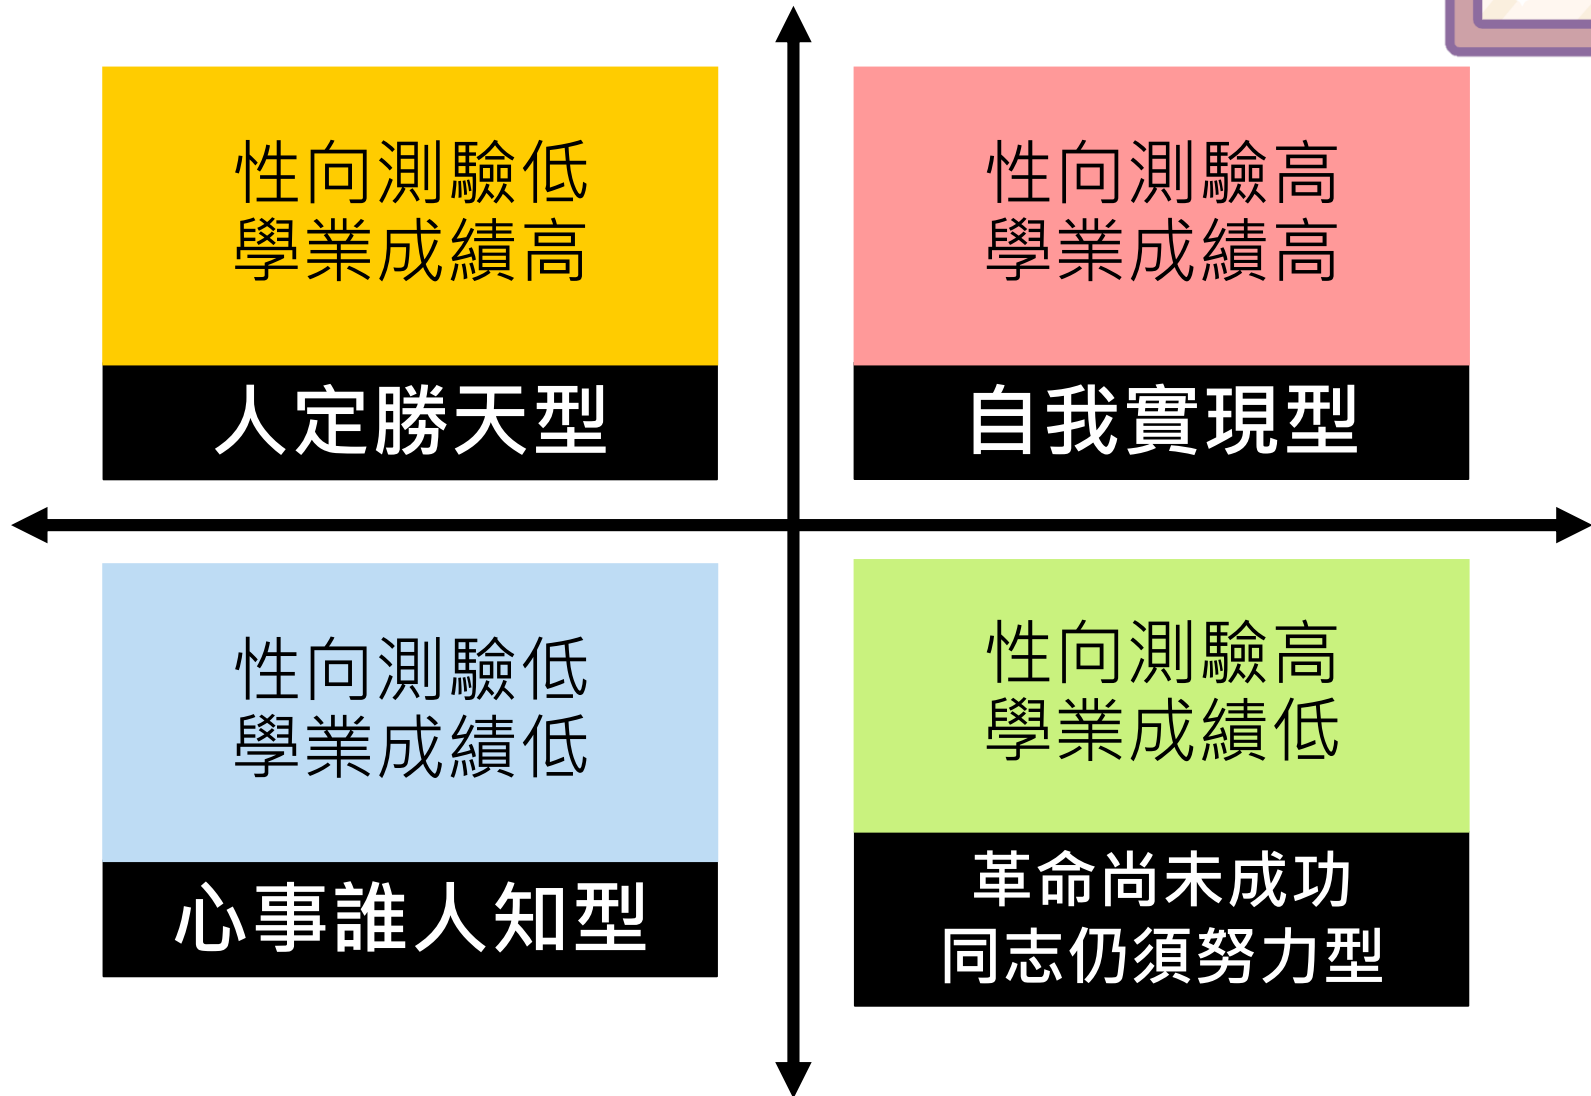 性向測驗低
學業成績高
人定勝天型
性向測驗高
學業成績高
自我實現型
性向測驗低
學業成績低
心事誰人知型
性向測驗高
學業成績低
革命尚未成功
同志仍須努力型